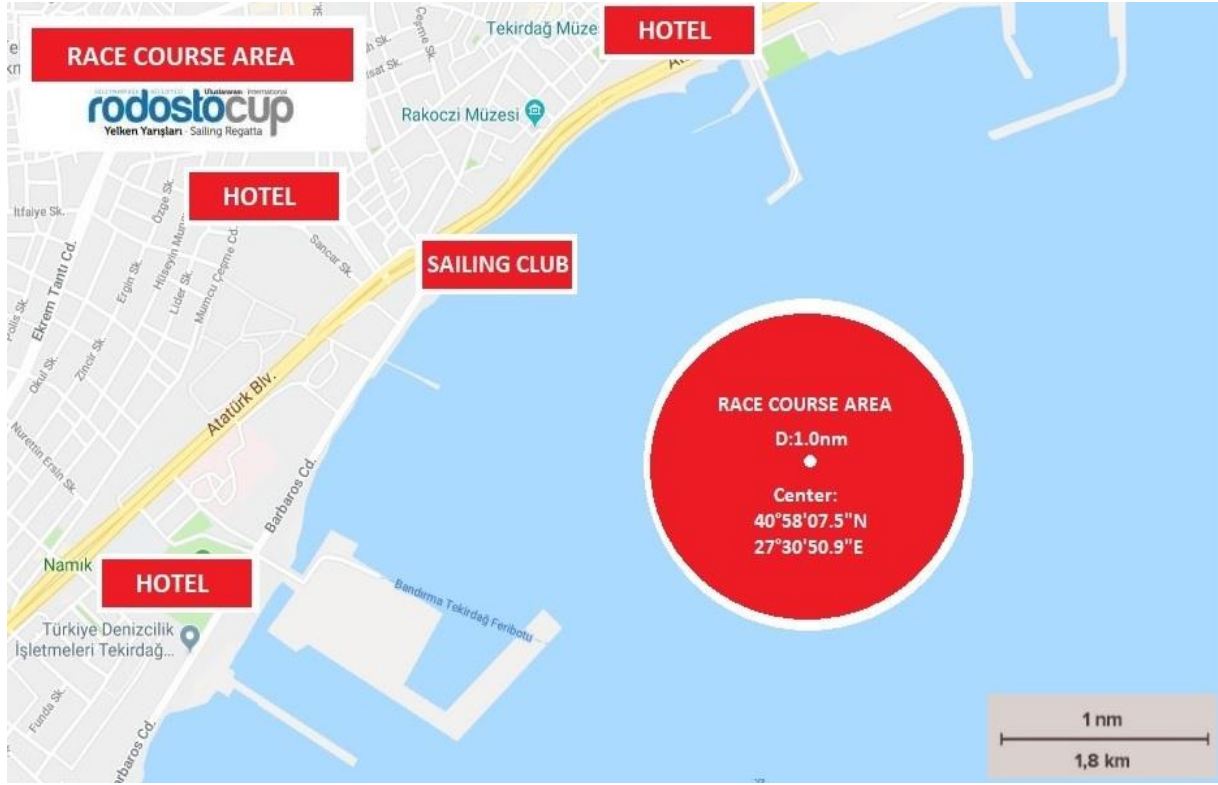 RACE COURSE AREA
Uluslararası International
rodostocup
Yelken Yarışları - Sailing Regatta
Tekirdağ Müze
HOTEL
Rakoczi Müzesi
HOTEL
İtfaiye Sk.
Özge Sk.
Ergin Sk.
Lider Sk.
Mumcu Çeşme Cd.
Sancar Sk.
SAILING CLUB
Ekrem Tantı Cd.
Polis Sk.
Okul Sk.
Zincir Sk.
Nurettin Ersin Sk.
Atatürk Blv.
Barbaros Cd.
RACE COURSE AREA
D:1.0nm
Center:
40°58'07.5"N
27°30'50.9"E
Namık
HOTEL
Bandırma Tekirdağ Feribotu
Türkiye Denizcilik
İşletmeleri Tekirdağ...
Funda Sk.
rbaros Cd.
1 nm
1,8 km